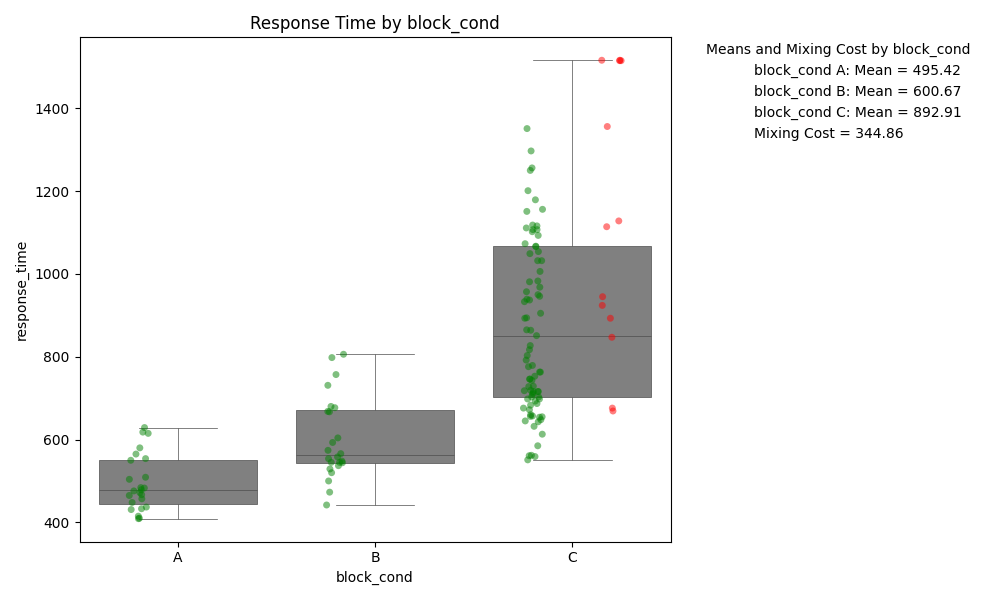 Response Time by block_cond
Means and Mixing Cost by block_cond
block_cond A: Mean = 495.42
block_cond B: Mean = 600.67
block_cond C: Mean = 892.91
Mixing Cost = 344.86
response_time
1400
1200
1000
800
600
400
A
B
C
block_cond